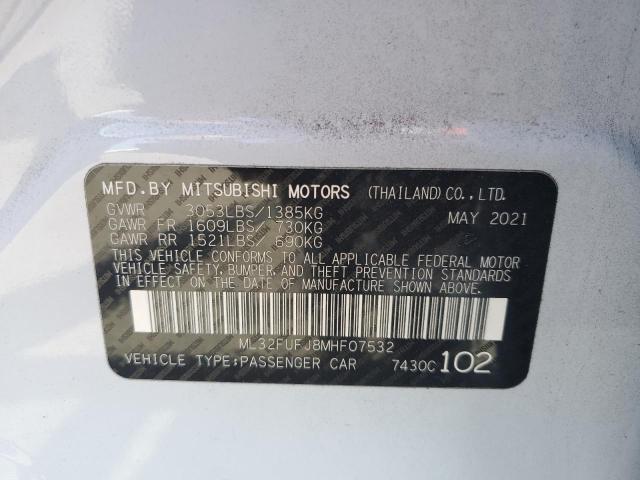 MFD.BY MITSUBISHI MOTORS (THAILAND)CO.,LTD.
GVWR 3053LBS/1385KG MAY 2021
GAWR FR 1609LBS/ 730KG
GAWR RR 1521LBS/ 690KG
THIS VEHICLE CONFORMS TO ALL APPLICABLE FEDERAL MOTOR
VEHICLE SAFETY, BUMPER, AND THEFT PREVENTION STANDARDS
IN EFFECT ON THE DATE OF MANUFACTURE SHOWN ABOVE.
ML32FUFJ8MHF07532
VEHICLE TYPE:PASSENGER CAR 7430C 102